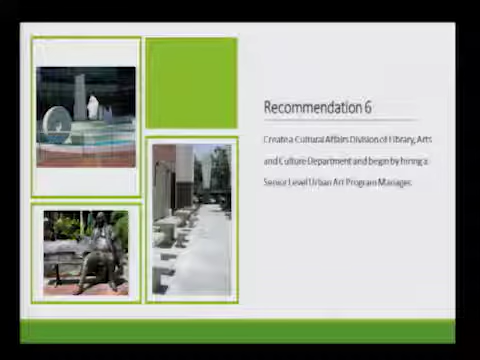 Recommendation 6
Create a Cultural Affairs Division of Library, Arts
and Culture Department and begin by hiring a
Senior Level Urban Art Program Manager.